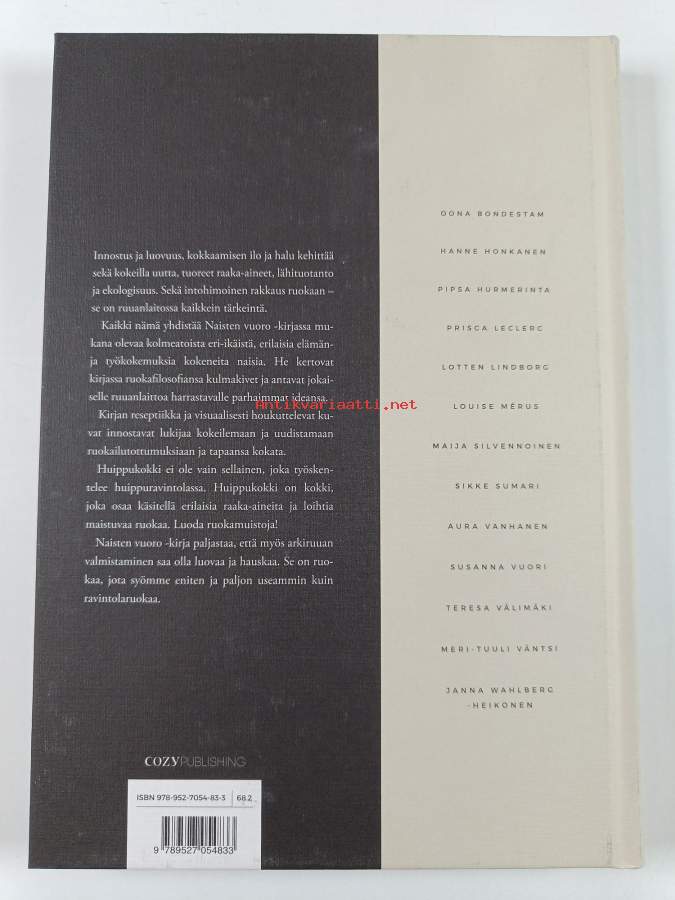 Innostus ja luovuus, kokkaamisen ilo ja halu kehittää
sekä kokeilla uutta, tuoreet raaka-aineet, lähituotanto
ja ekologisuus. Sekä intohimoinen rakkaus ruokaan –
se on ruuanlaitossa kaikkein tärkeintä.
Kaikki nämä yhdistää Naisten vuoro -kirjassa mu-
kana olevaa kolmeatoista eri-ikäistä, erilaisia elämän-
ja työkokemuksia kokeneita naisia. He kertovat
kirjassa ruokafilosofiansa kulmakivet ja antavat jokai-
selle ruuanlaittoa harrastavalle parhaimmat ideansa.
Kirjan reseptiikka ja visuaalisesti houkuttelevat ku-
vat innostavat lukijaa kokeilemaan ja uudistamaan
ruokailutottumuksiaan ja tapaansa kokata.
Huippukokki ei ole vain sellainen, joka työsken-
telee huippuravintolassa. Huippukokki on kokki,
joka osaa käsitellä erilaisia raaka-aineita ja loihtia
maistuvaa ruokaa. Luoda ruokamuistoja!
Naisten vuoro -kirja paljastaa, että myös arkiruuan
valmistaminen saa olla luovaa ja hauskaa. Se on ruo-
kaa, jota syömme eniten ja paljon useammin kuin
ravintolaruokaa.
COZYPUBLISHING
ISBN 978-952-7054-83-3 68.2
9 789527 054833
OONA BONDESTAM
HANNE HONKANEN
PIPSA HURMERINTA
PRISCA LECLERC
LOTTEN LINDBORG
LOUISE MÉRUS
MAIJA SILVENNOINEN
SIKKE SUMARI
AURA VANHANEN
SUSANNA VUORI
TERESA VÄLIMÄKI
MERI-TUULI VÄNTSI
JANNA WAHLBERG
-HEIKONEN
Antikvariaatti.net